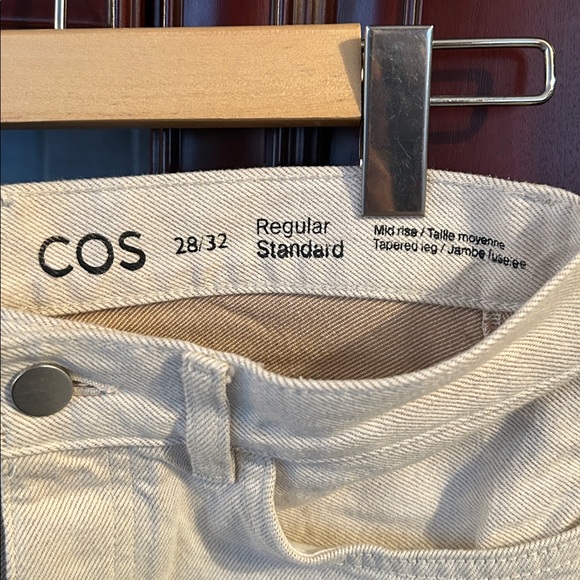 COS
28/32
Regular
Standard
Mid rise / Taille moyenne
Tapered leg / Jambe fuselée